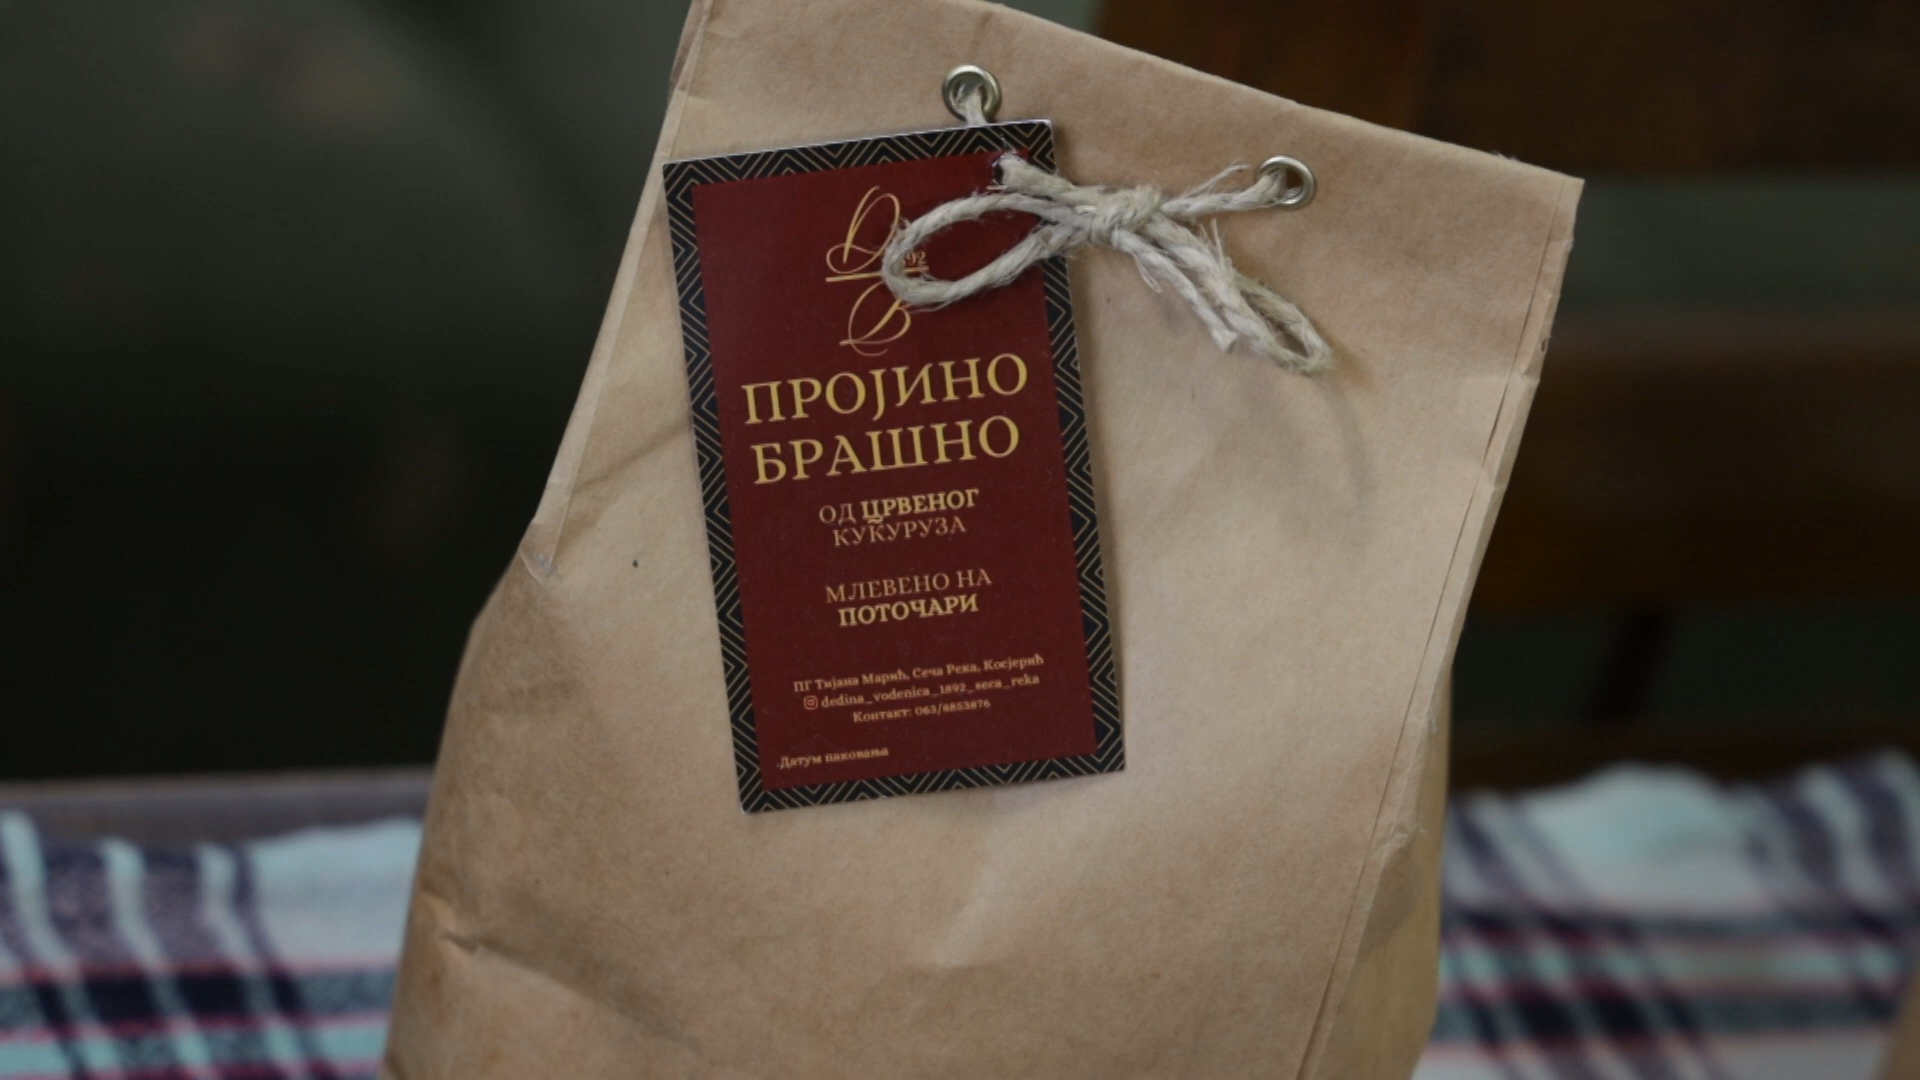 Д
92
В
ПРОЈИНО
БРАШНО
ОД ЦРВЕНОГ
КУКУРУЗА
МЛЕВЕНО НА
ПОТОЧАРИ
ПГ Тијана Марић, Сеча Река, Косјерић
dedina_vodenica_1892_seca_reka
Контакт: 063/8853876
Датум паковања